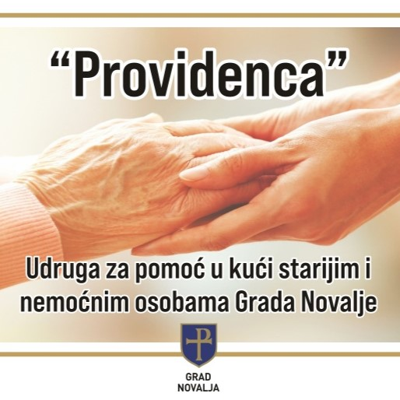 “Providenca”
Udruga za pomoć u kući starijim i
nemoćnim osobama Grada Novalje
GRAD
NOVALJA